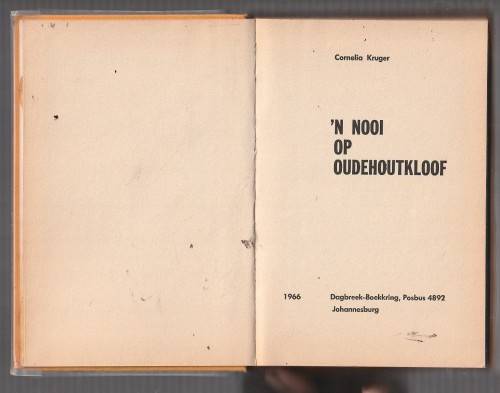 Cornelia Kruger
'N NOOI
OP
OUDEHOUTKLOOF
1966 Dagbreek-Boekkring, Posbus 4892
Johannesburg